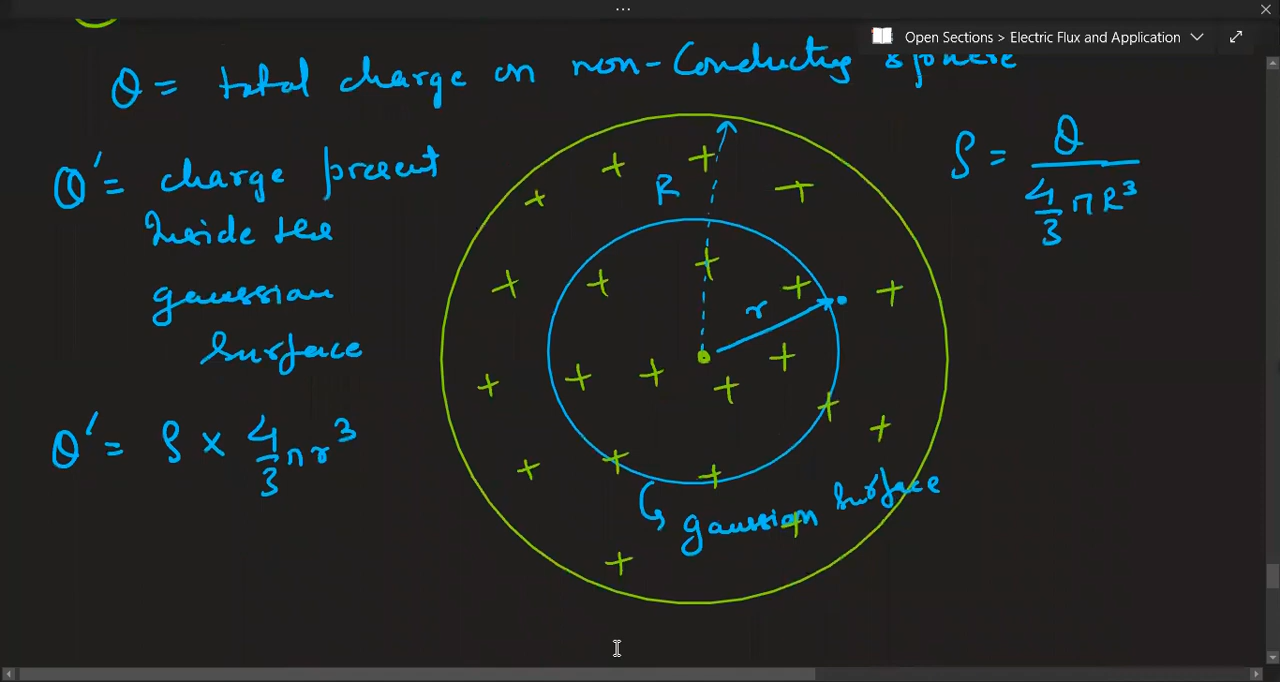 ...
Open Sections > Electric Flux and Application
Q = total charge on non-Conducting sphere
Q' = charge present
Inside the
gaussian
surface
Q' = ρ × 4/3 π r³
R
r
gaussian surface
ρ = Q / 4/3 π R³